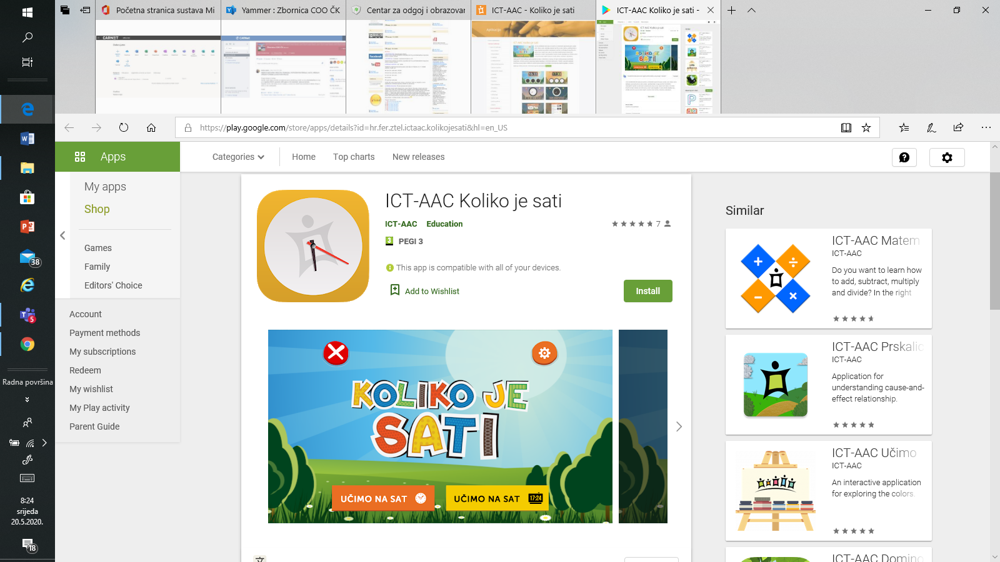 Početna stranica sustava Mi
Yammer : Zbornica COO ČK
Centar za odgoj i obrazovan
ICT-AAC - Koliko je sati
ICT-AAC Koliko je sati -
https://play.google.com/store/apps/details?id=hr.fer.ztel.ictaac.kolikojesati&hl=en_US
Apps
Categories
Home
Top charts
New releases
My apps
Shop
Games
Family
Editors' Choice
Account
Payment methods
My subscriptions
Redeem
My wishlist
My Play activity
Parent Guide
ICT-AAC Koliko je sati
ICT-AAC Education
7
3 PEGI 3
This app is compatible with all of your devices.
Add to Wishlist
Install
KOLIKO JE
SATI
UČIMO NA SAT
UČIMO NA SAT 17:24
Similar
ICT-AAC Matem
ICT-AAC
Do you want to learn how
to add, subtract, multiply
and divide? In the right
ICT-AAC Prskalic
ICT-AAC
Application for
understanding cause-and-
effect relationship.
ICT-AAC Učimo
ICT-AAC
An interactive application
for exploring the colors.
ICT-AAC Domino
38
5
Radna površina
8:24
srijeda
20.5.2020.
18